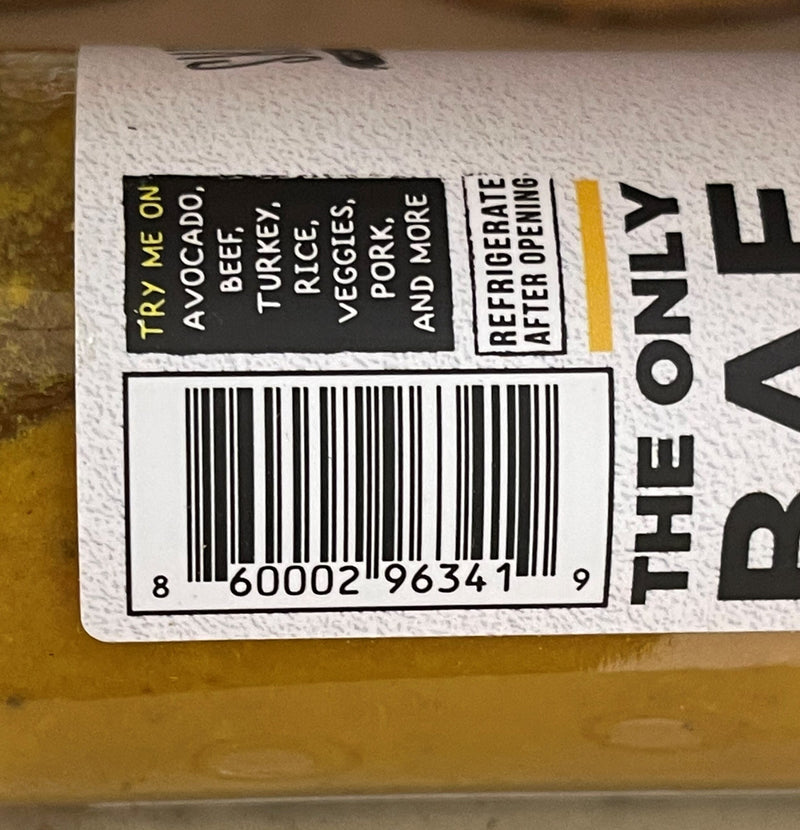 TRY ME ON
AVOCADO,
BEEF,
TURKEY,
RICE,
VEGGIES,
PORK,
AND MORE
REFRIGERATE
AFTER OPENING
THE ONLY
8 60002 96341 9